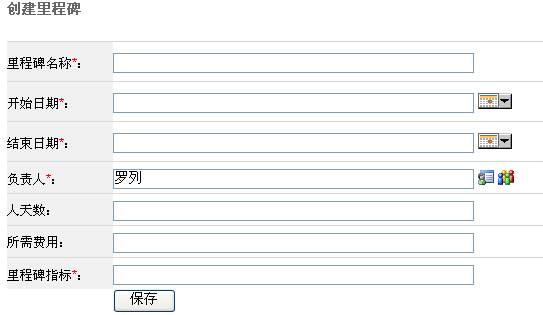 创建里程碑
里程碑名称*：
开始日期*：
结束日期*：
负责人*： 罗列
人天数：
所需费用：
里程碑指标*：
保存